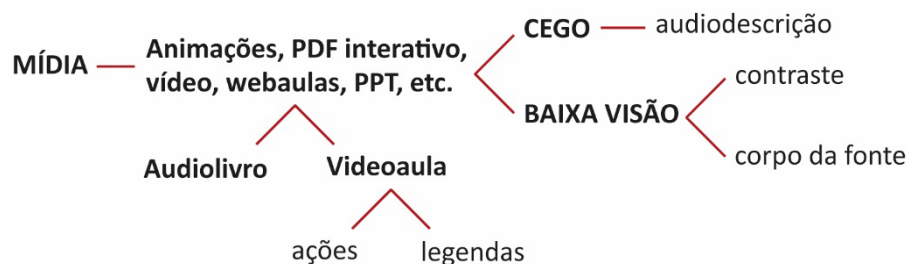 MÍDIA
Animações, PDF interativo,
vídeo, webaulas, PPT, etc.
CEGO
audiodescrição
BAIXA VISÃO
contraste
corpo da fonte
Audiolivro
Videoaula
ações
legendas